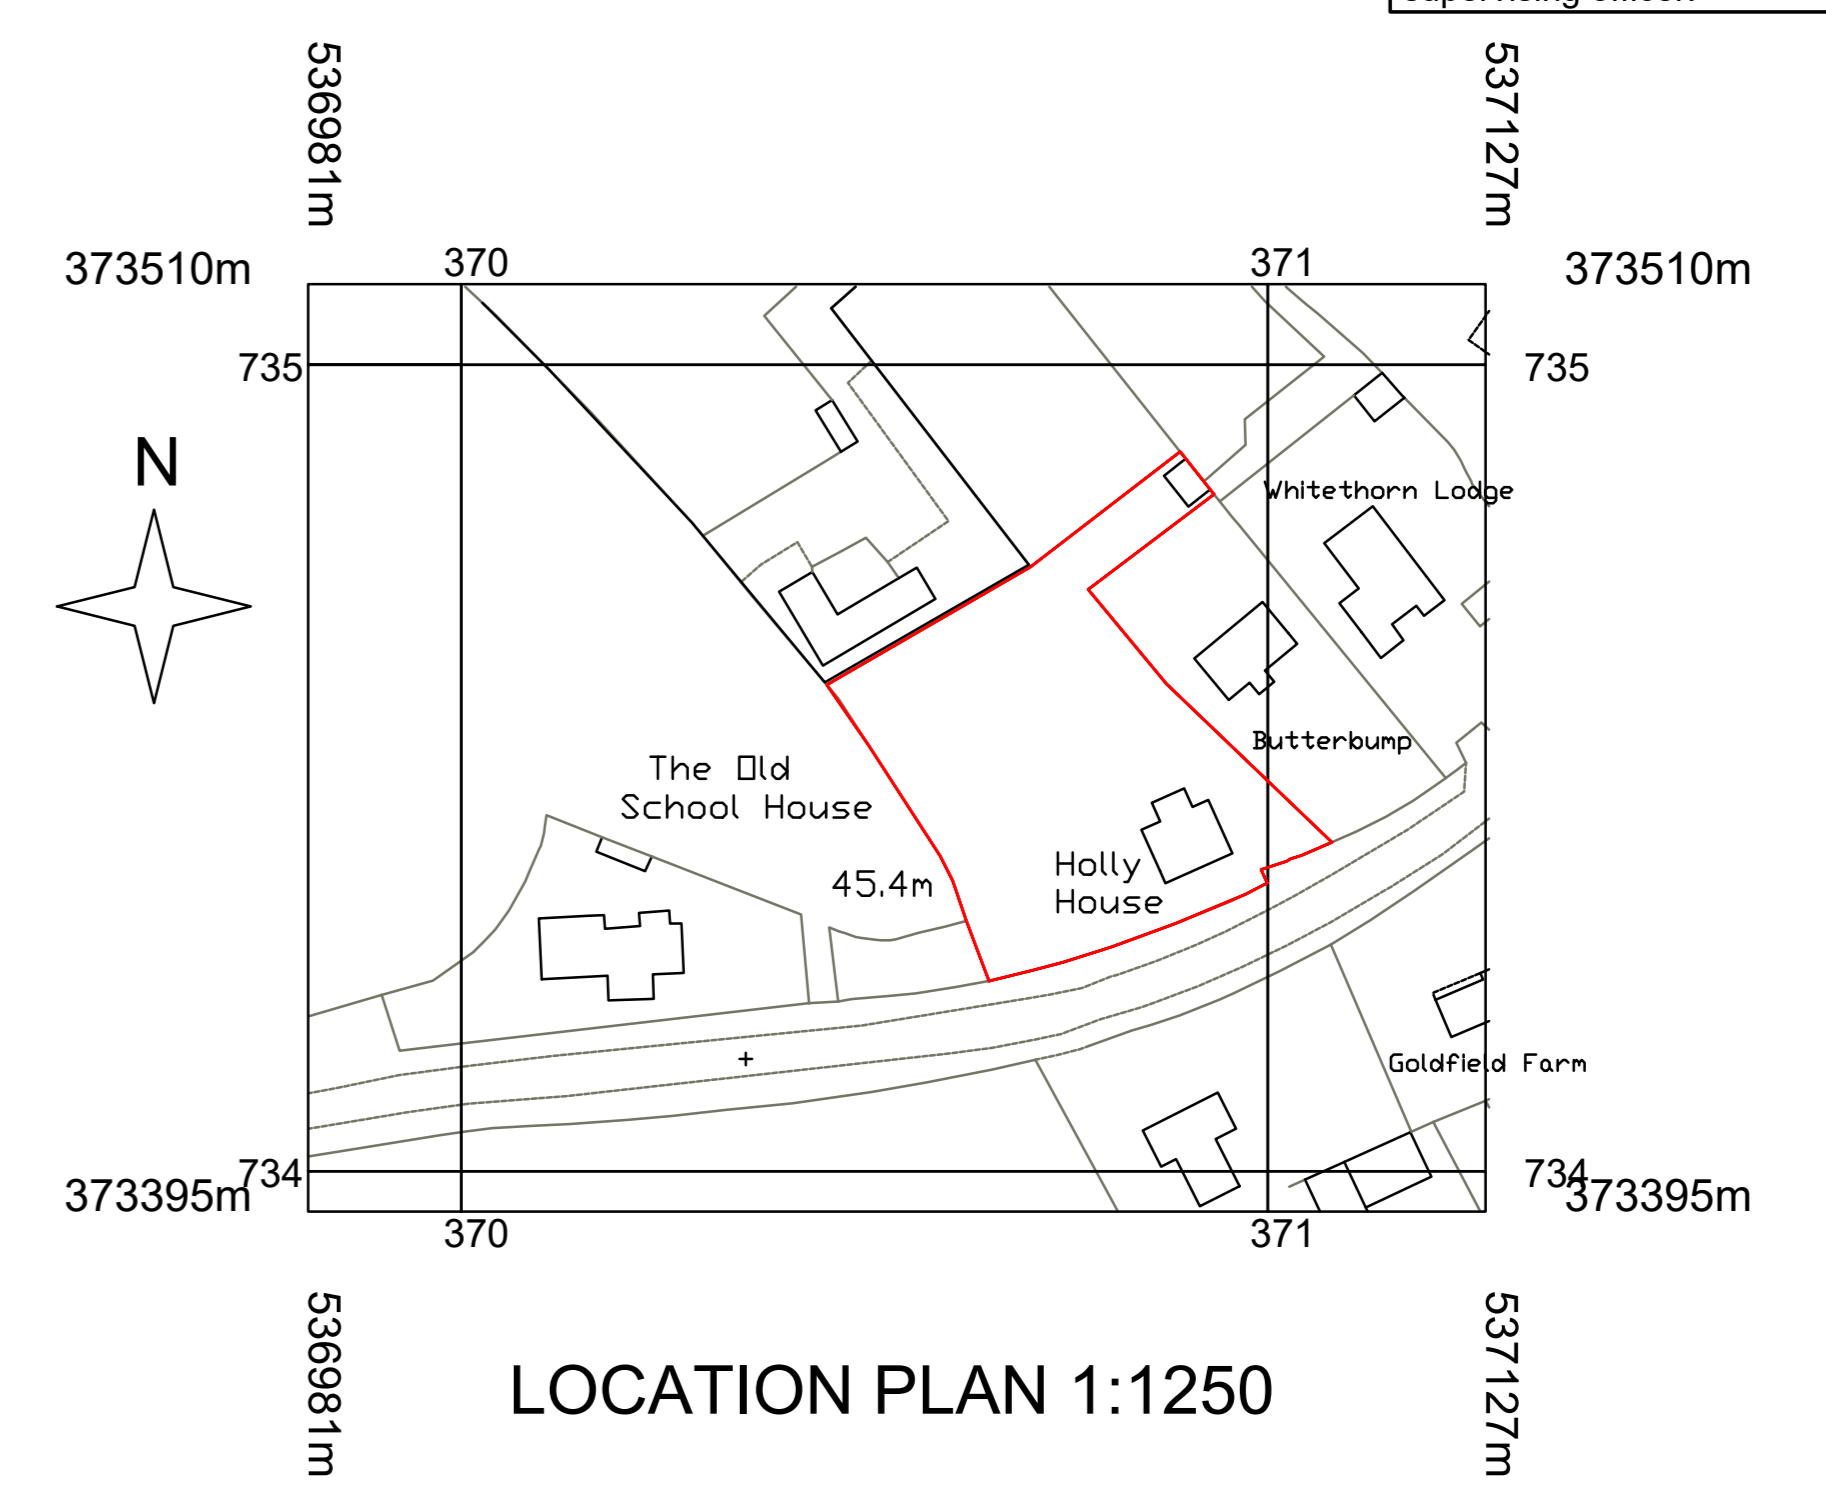 536981m
537127m
373510m
370
371
373510m
735
735
N
Whitethorn Lodge
Butterbump
The Old
School House
45.4m
Holly
House
Goldfield Farm
734
373395m
734
373395m
370
371
536981m
537127m
LOCATION PLAN 1:1250